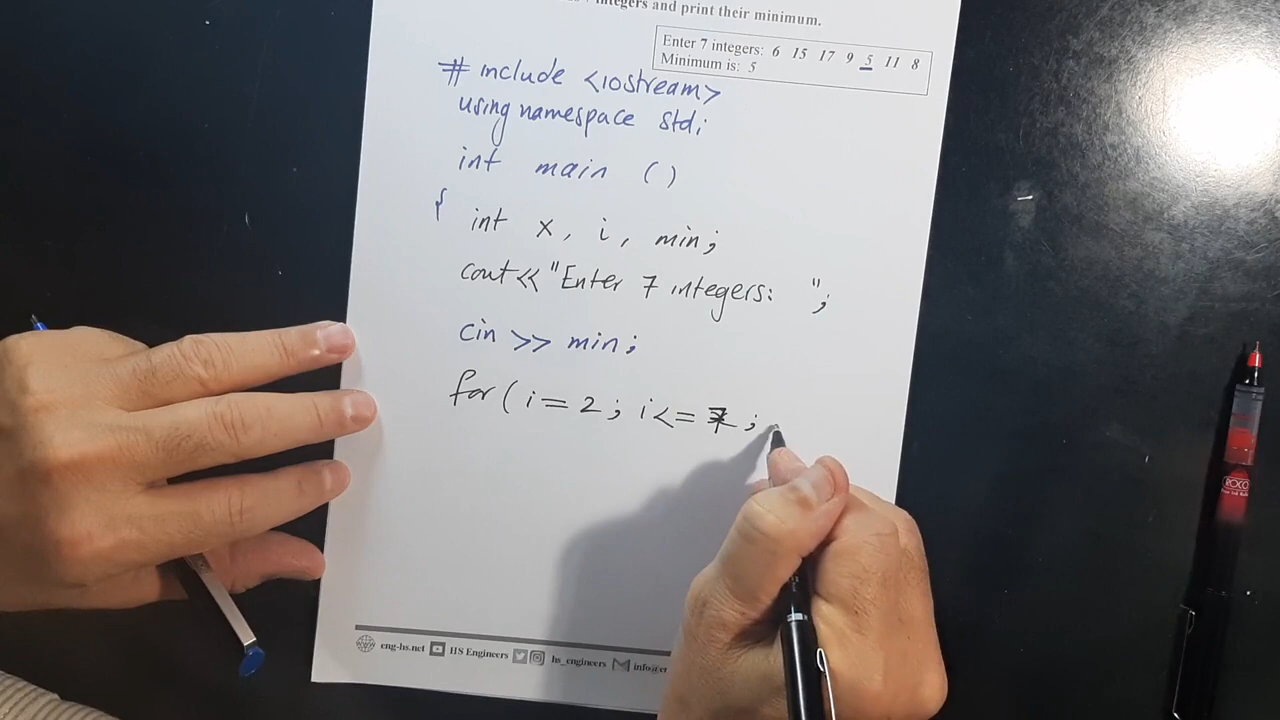 integers and print their minimum.
Enter 7 integers: 6 15 17 9 5 11 8
Minimum is: 5
# include <iostream>
using namespace std;
int main ()
{
int x, i, min;
cout<<"Enter 7 integers: ";
cin >> min;
for( i=2; i<=7;
eng-hs.net HS Engineers hs_engineers
ROCO